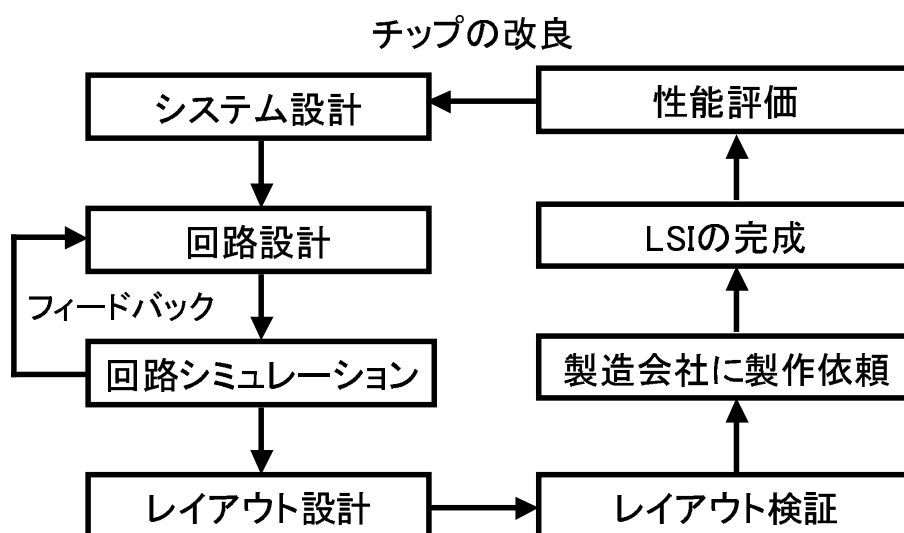 チップの改良
システム設計
性能評価
回路設計
LSIの完成
フィードバック
回路シミュレーション
製造会社に製作依頼
レイアウト設計
レイアウト検証